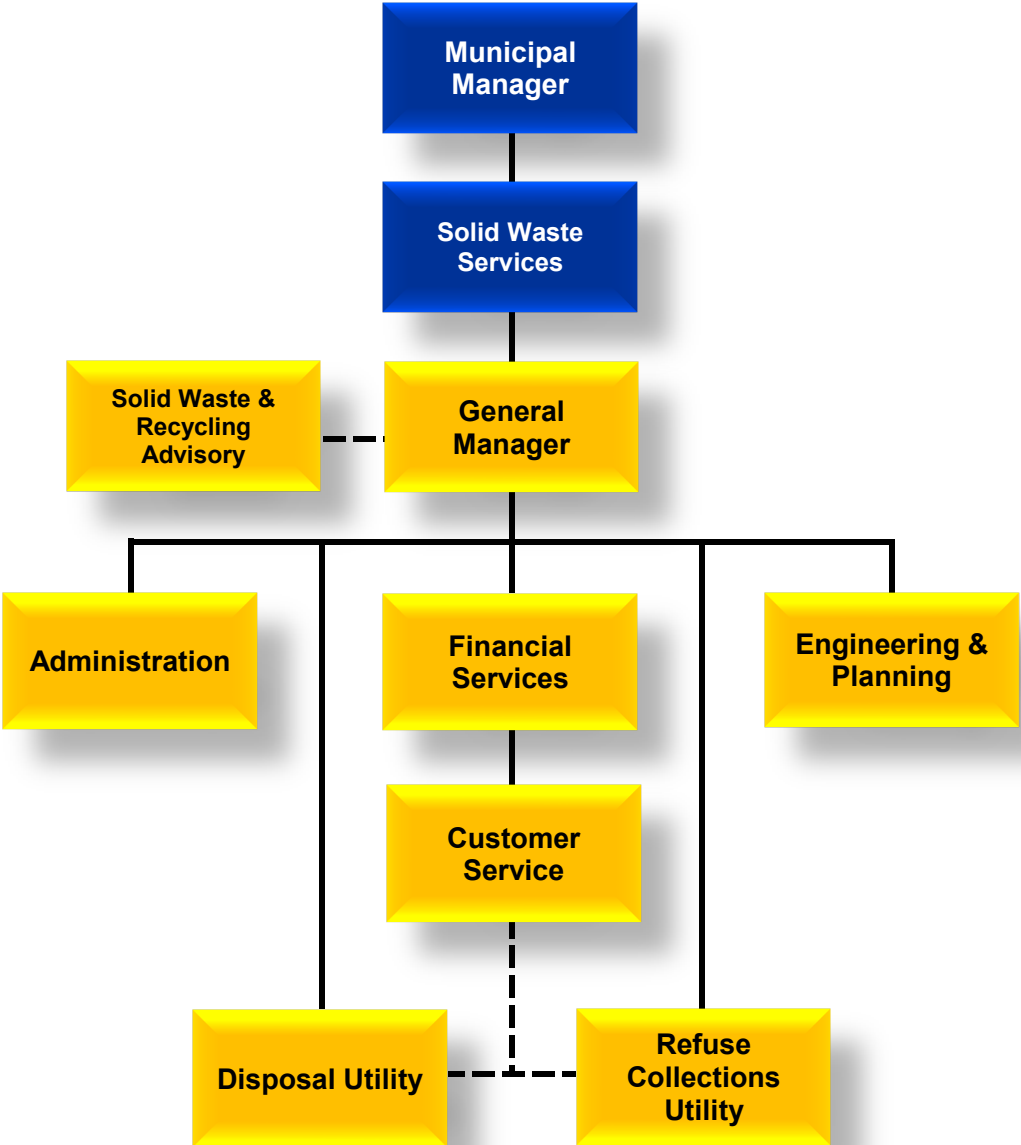 Municipal
Manager
Solid Waste
Services
Solid Waste &
Recycling
Advisory
General
Manager
Administration
Financial
Services
Engineering &
Planning
Customer
Service
Disposal Utility
Refuse
Collections
Utility